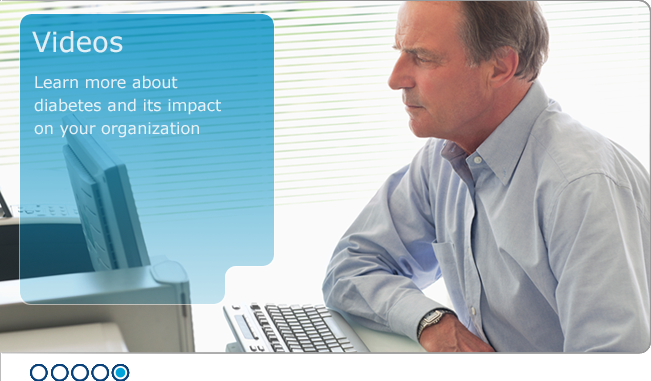 Videos
Learn more about
diabetes and its impact
on your organization